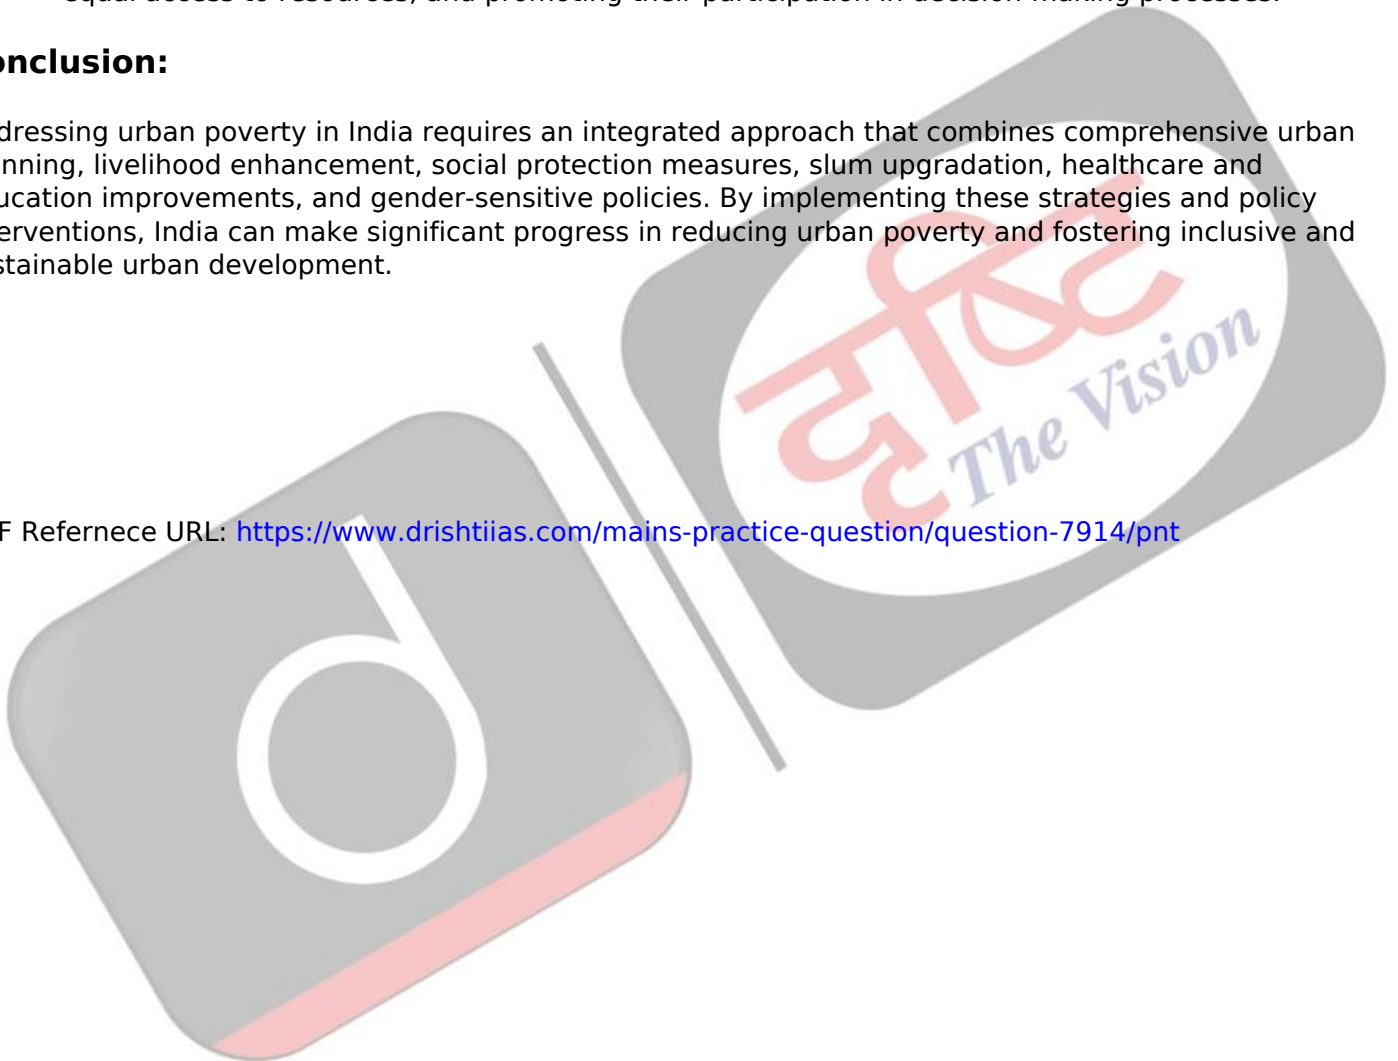 equal access to resources, and promoting their participation in decision-making processes.
onclusion:
dressing urban poverty in India requires an integrated approach that combines comprehensive urban
nning, livelihood enhancement, social protection measures, slum upgradation, healthcare and
ucation improvements, and gender-sensitive policies. By implementing these strategies and policy
erventions, India can make significant progress in reducing urban poverty and fostering inclusive and
stainable urban development.
दृष्टि
The Vision
d
F Refernece URL: https://www.drishtiias.com/mains-practice-question/question-7914/pnt